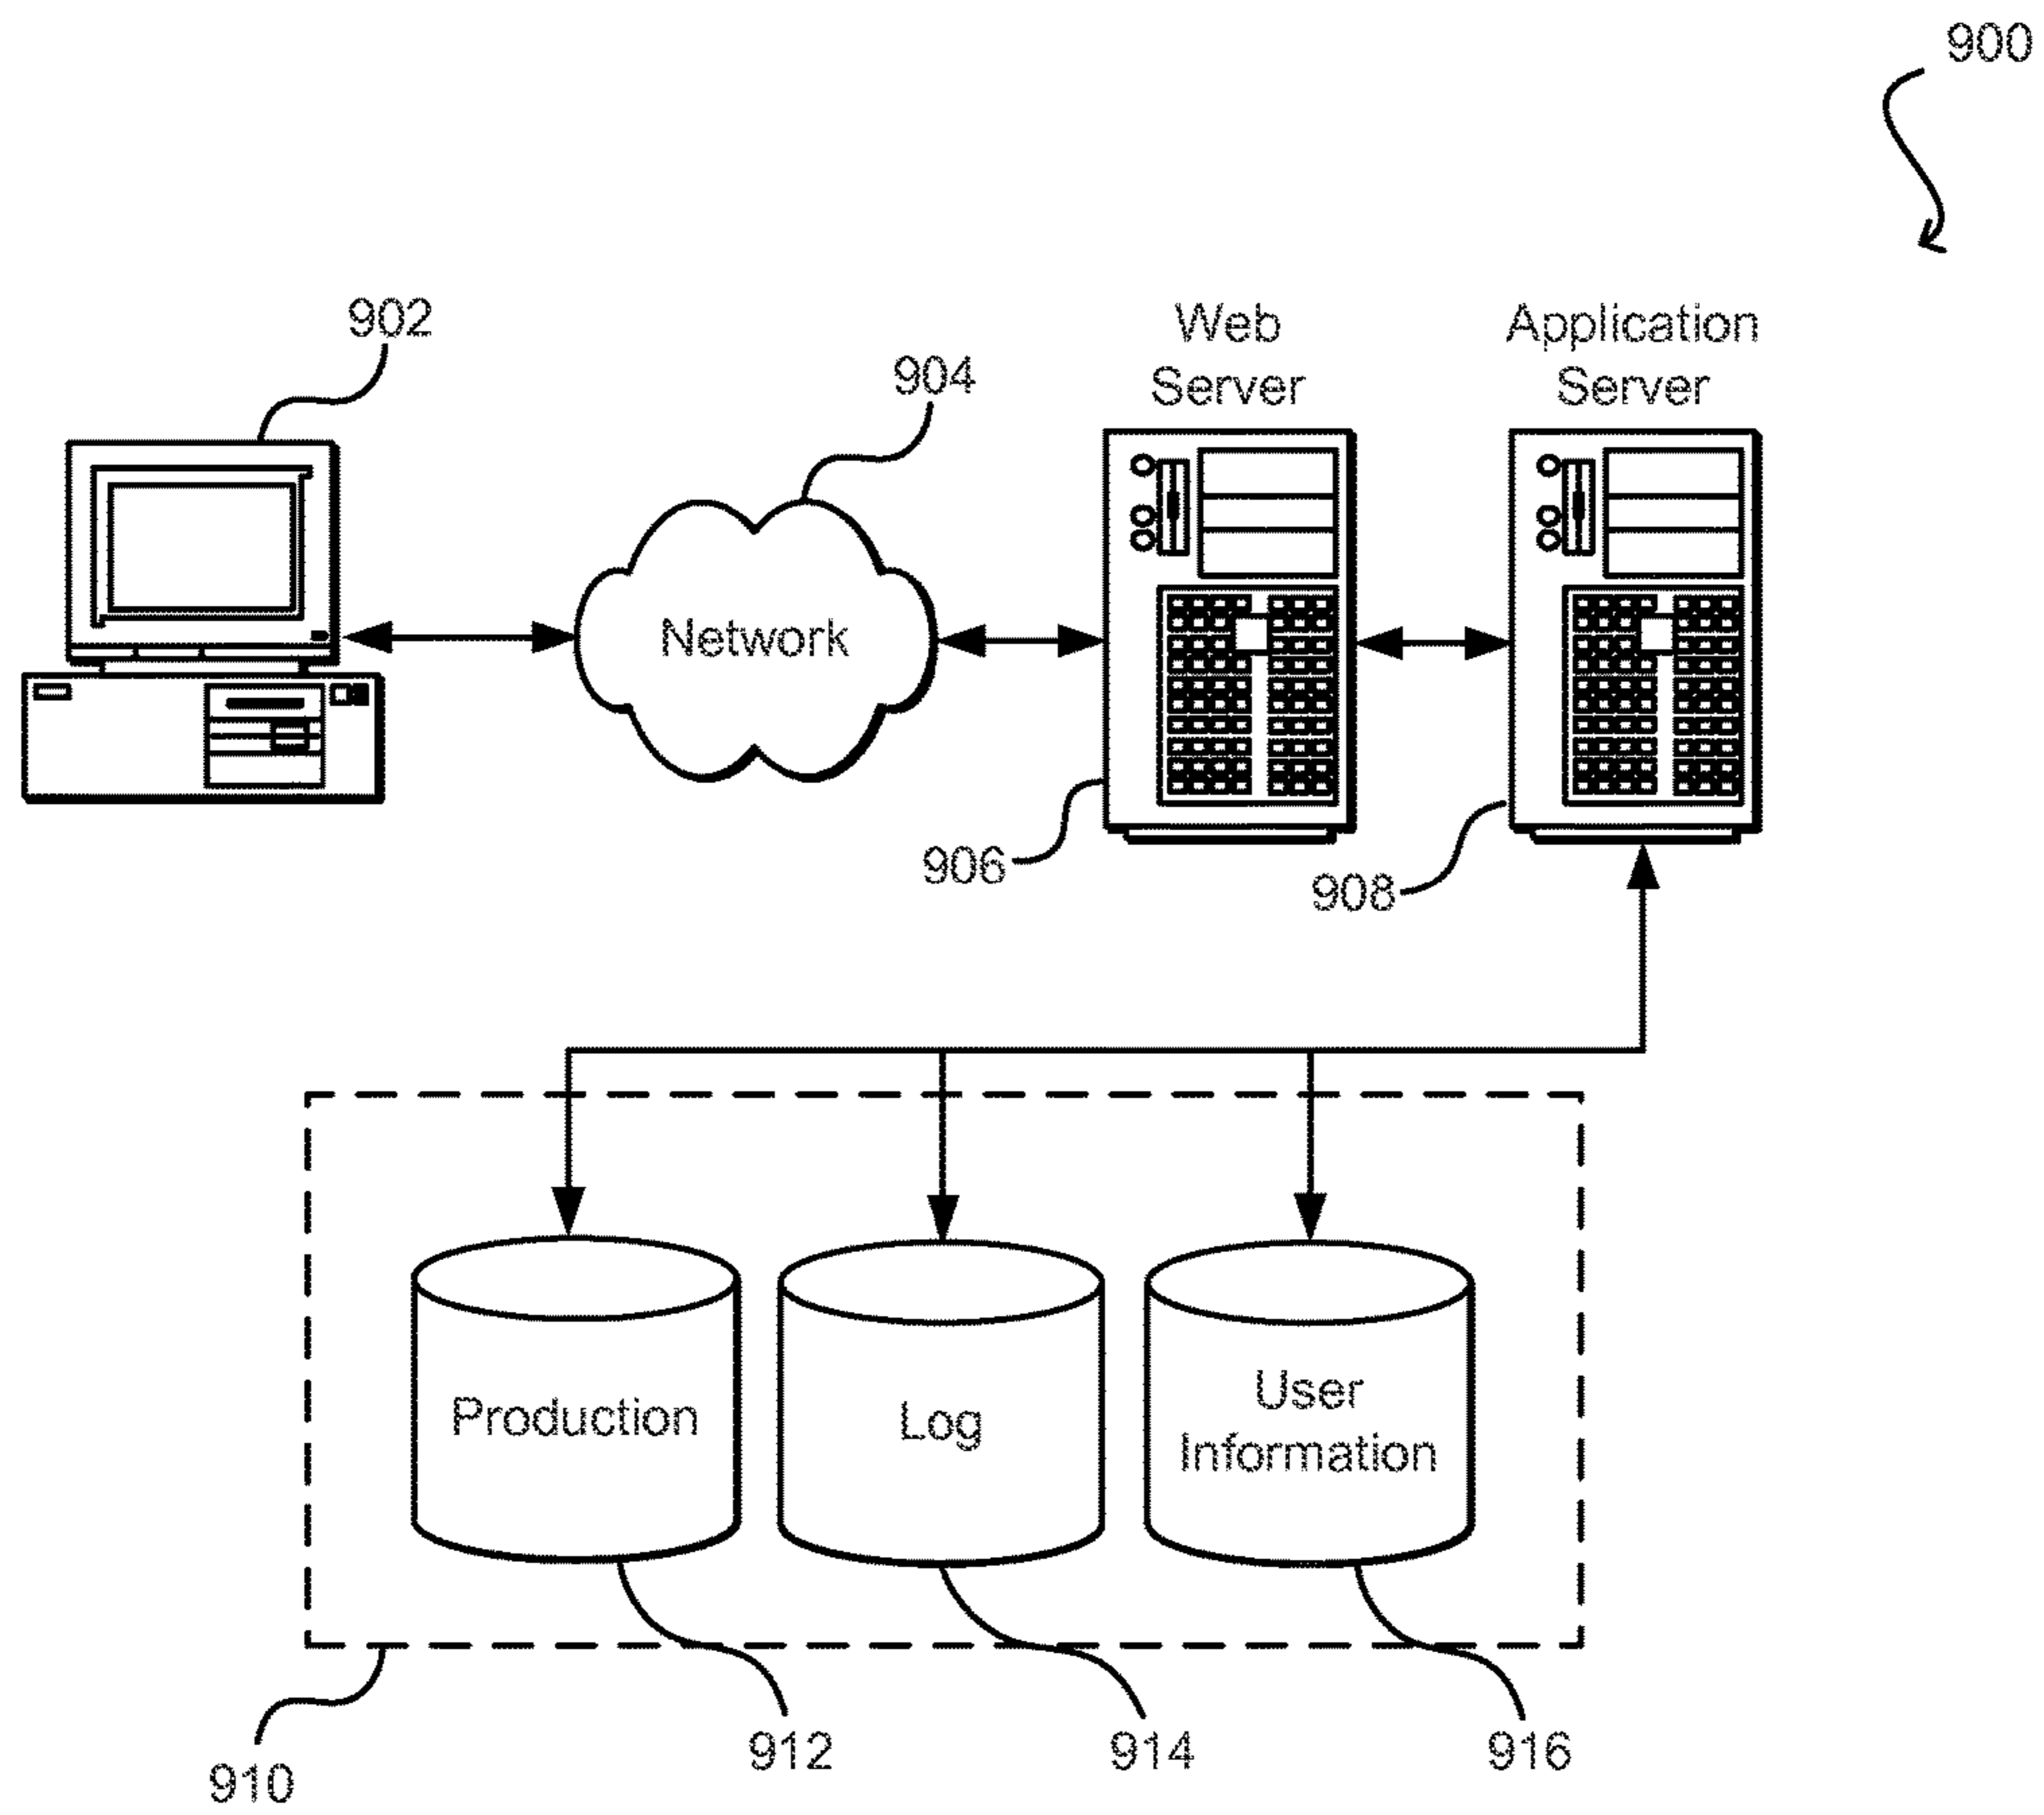 900
902
904
Web
Server
Application
Server
Network
906
908
Production
Log
User
Information
910
912
914
916